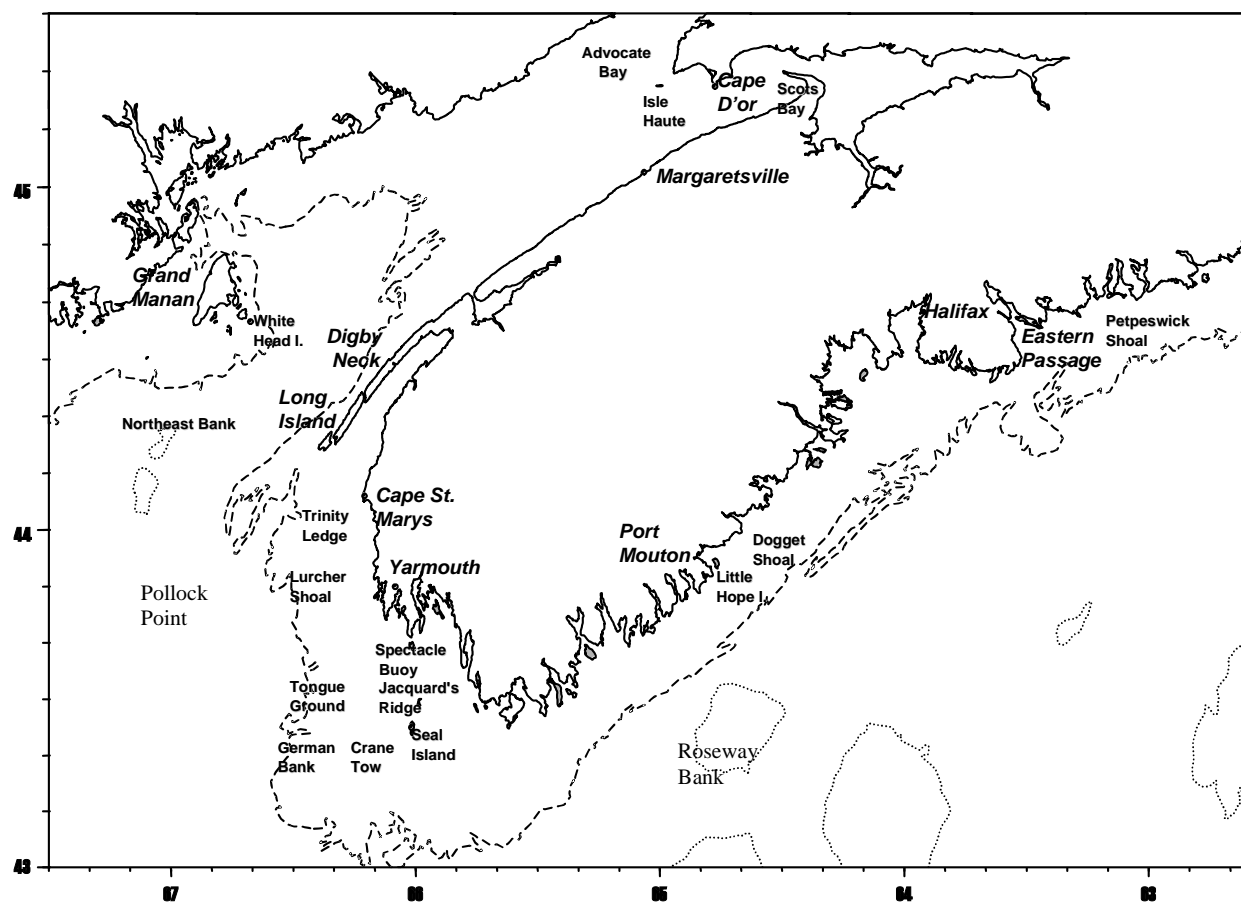 Advocate
Bay
Cape
D'or
Scots
Bay
Isle
Haute
45
Margaretsville
Grand
Manan
White
Head I.
Digby
Neck
Halifax
Eastern
Passage
Petpeswick
Shoal
Long
Island
Northeast Bank
Cape St.
Marys
Trinity
Ledge
44
Port
Mouton
Dogget
Shoal
Yarmouth
Lurcher
Shoal
Little
Hope I.
Pollock
Point
Spectacle
Buoy
Tongue
Ground
Jacquard's
Ridge
Seal
Island
German
Bank
Crane
Tow
Roseway
Bank
43
67
66
65
64
63